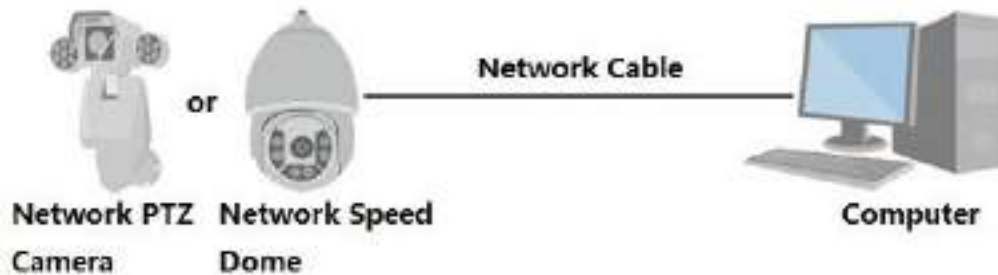 Network Cable
or
Network PTZ Camera
Network Speed Dome
Computer